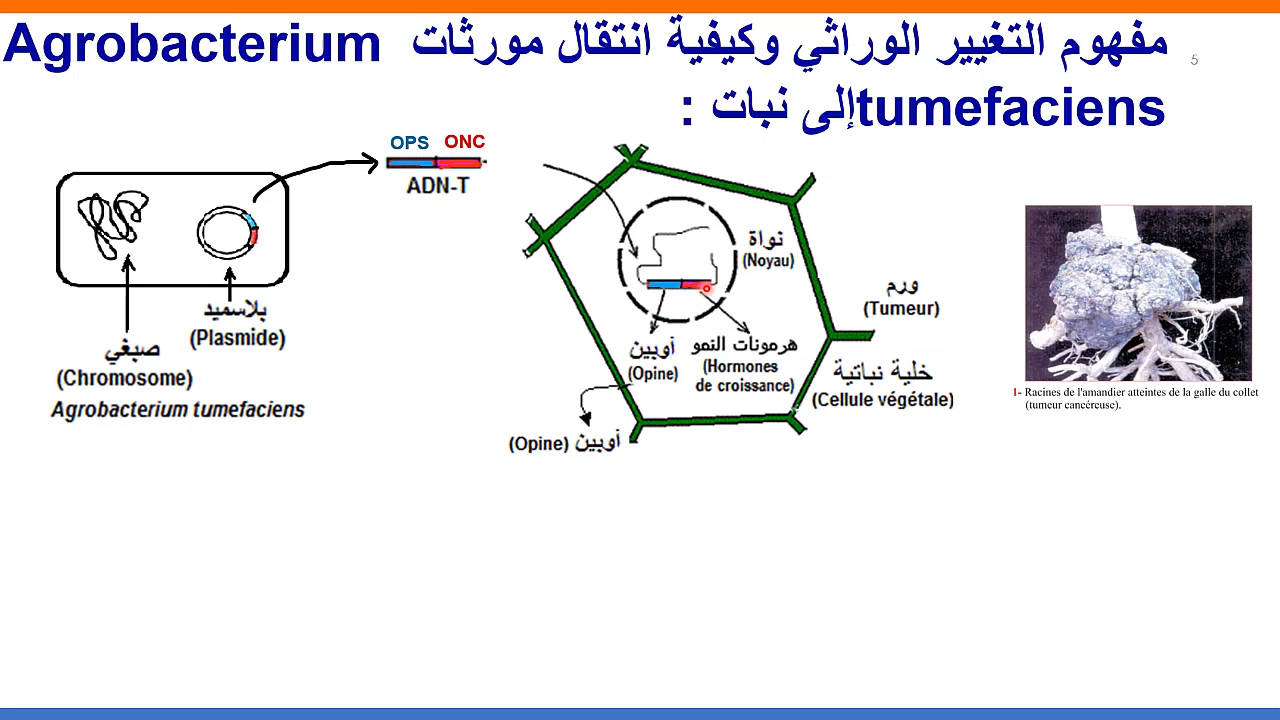 مفهوم التغيير الوراثي وكيفية انتقال مورثات Agrobacterium
tumefaciensإلى نبات :
5
OPS ONC
ADN-T
بلاسميد
(Plasmide)
صبغي
(Chromosome)
Agrobacterium tumefaciens
نواة
(Noyau)
أوبين
(Opine)
هرمونات النمو
(Hormones
de croissance)
أوبين (Opine)
ورم
(Tumeur)
خلية نباتية
(Cellule végétale)
1- Racines de l'amandier atteintes de la galle du collet
(tumeur cancéreuse).